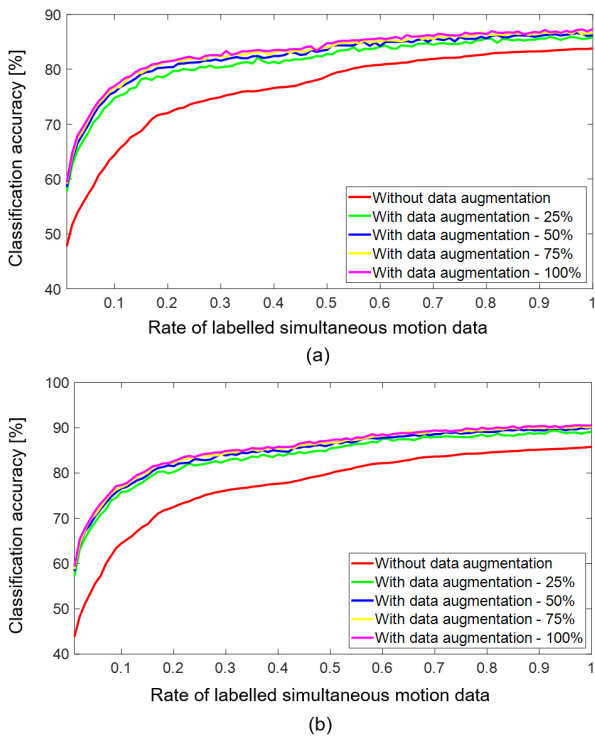 90
80
70
60
50
40
Classification accuracy [%]
Without data augmentation
With data augmentation - 25%
With data augmentation - 50%
With data augmentation - 75%
With data augmentation - 100%
0.1 0.2 0.3 0.4 0.5 0.6 0.7 0.8 0.9 1
Rate of labelled simultaneous motion data
(a)
100
90
80
70
60
50
40
Classification accuracy [%]
Without data augmentation
With data augmentation - 25%
With data augmentation - 50%
With data augmentation - 75%
With data augmentation - 100%
0.1 0.2 0.3 0.4 0.5 0.6 0.7 0.8 0.9 1
Rate of labelled simultaneous motion data
(b)